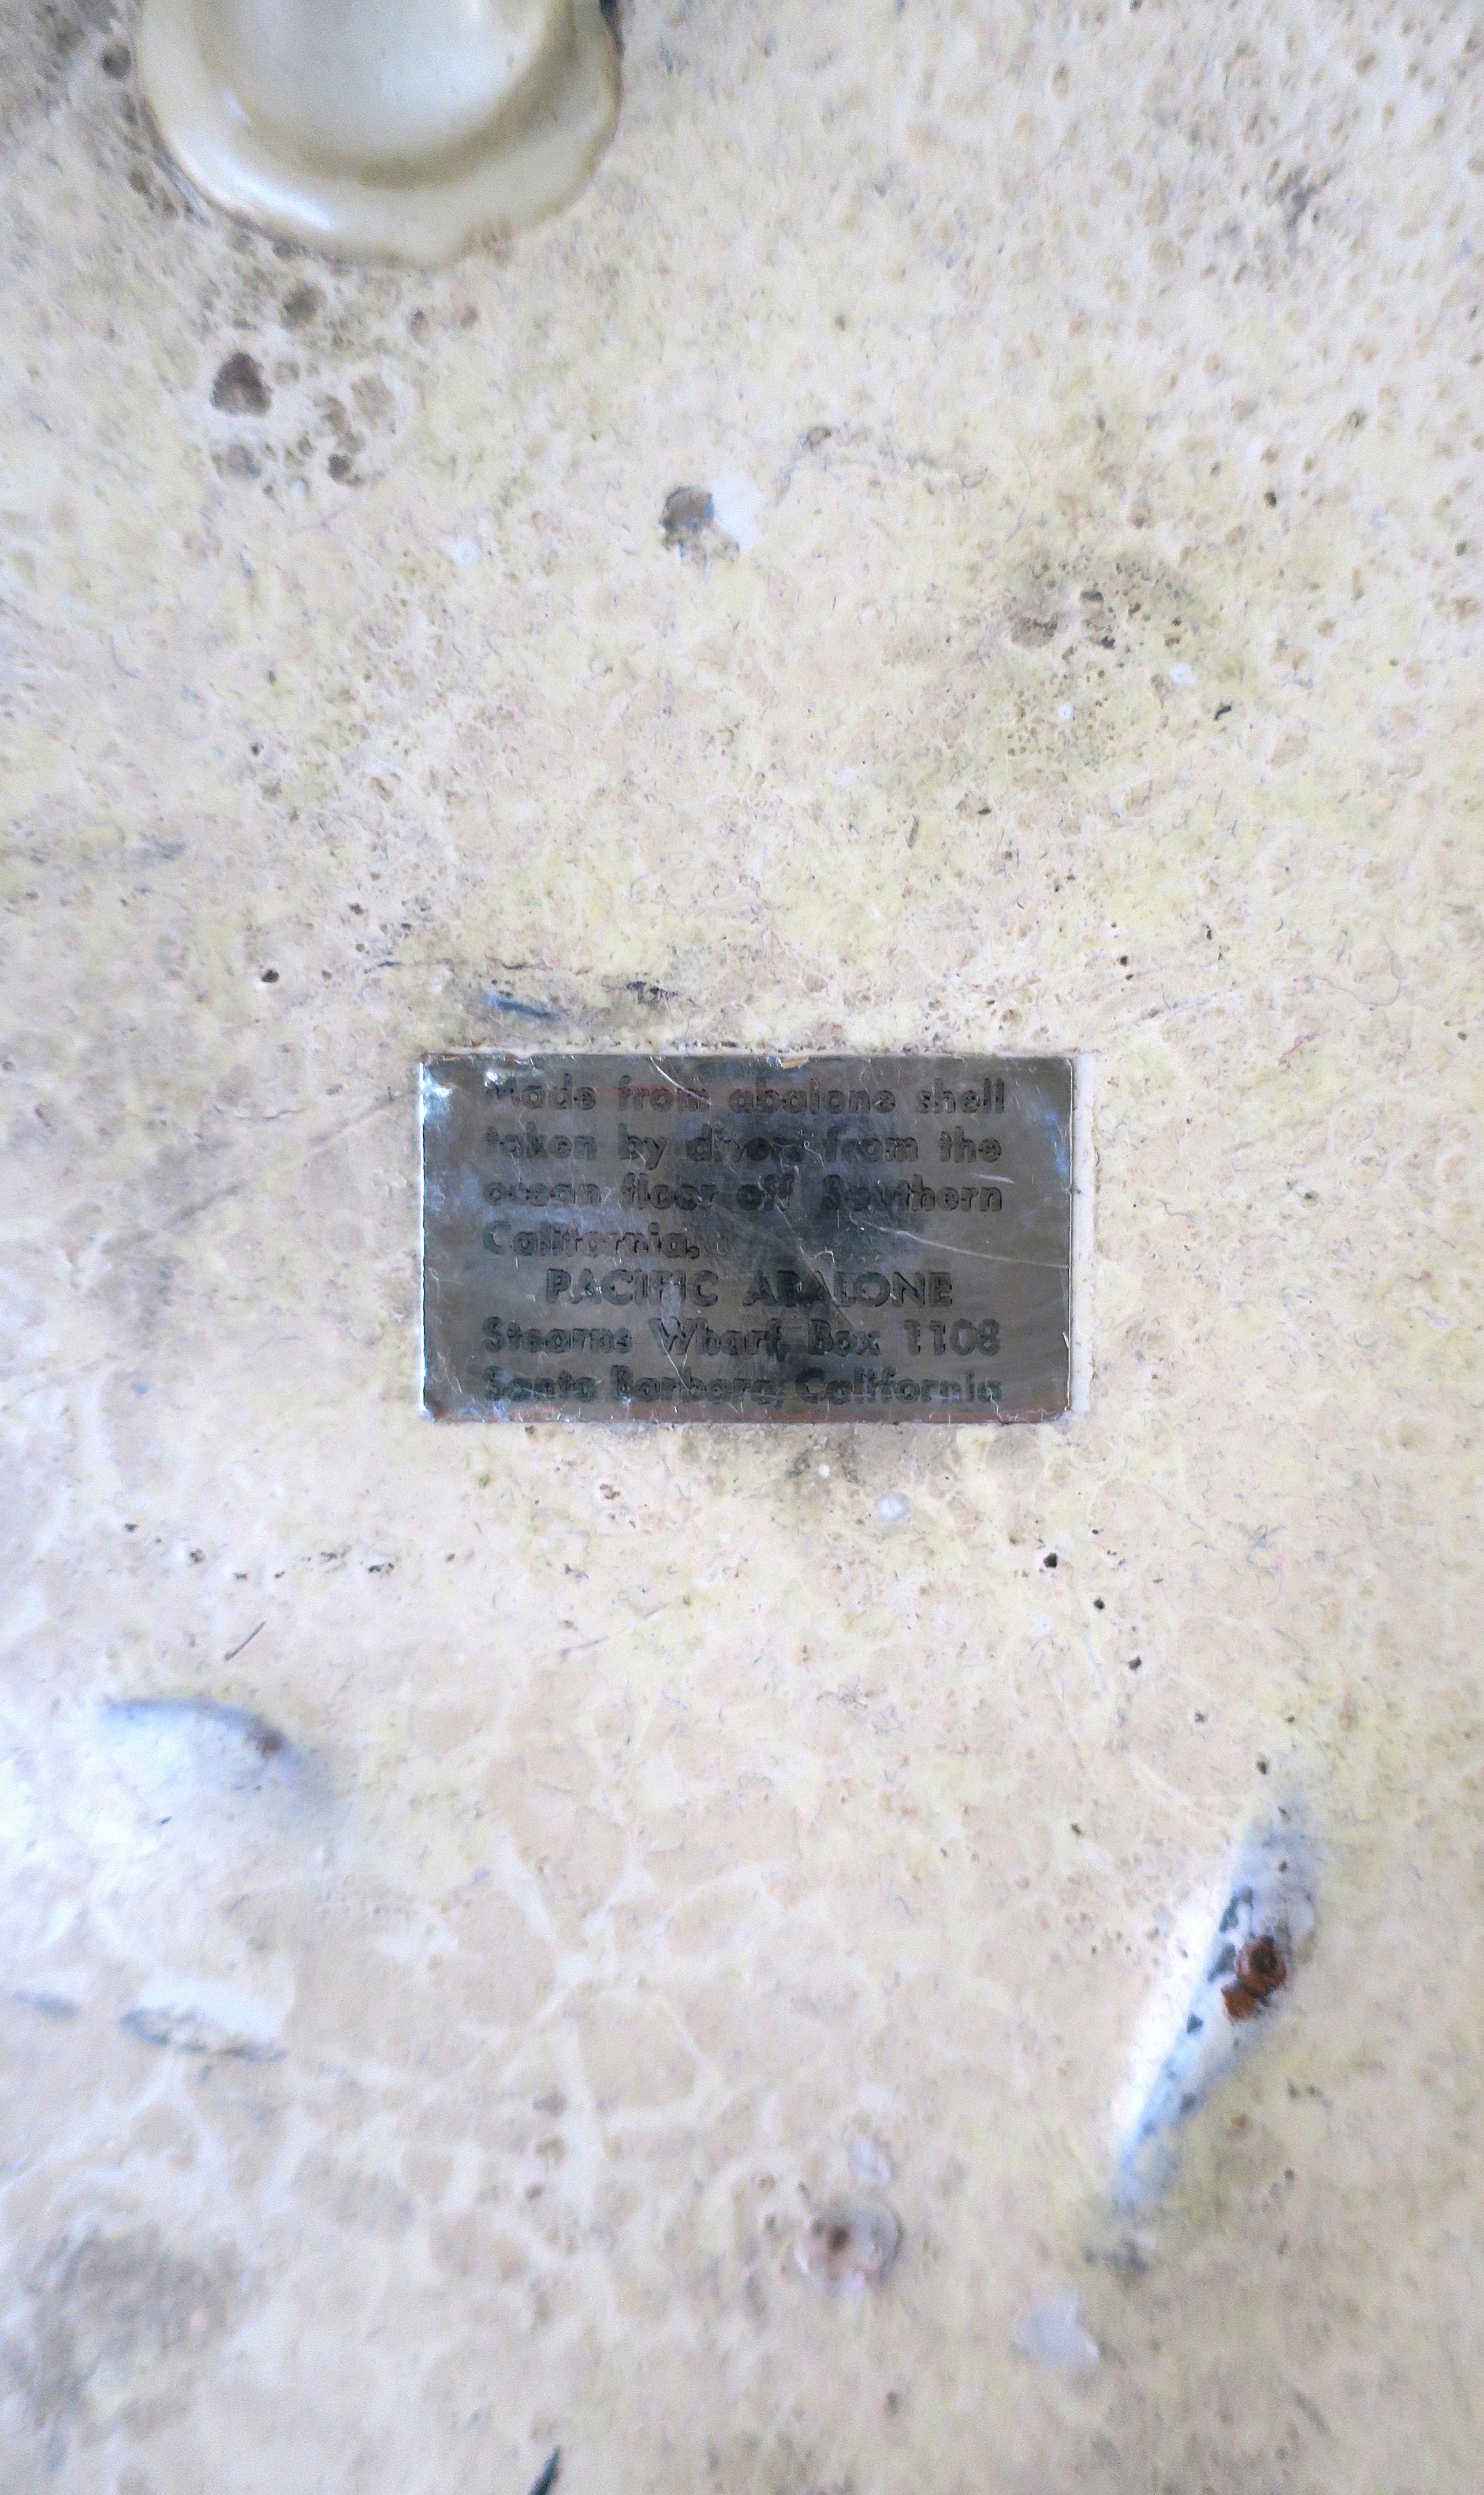 Made from abalone shell
taken by divers from the
ocean floor off Southern
California.
PACIFIC ABALONE
Stearns Wharf, Box 1108
Santa Barbara, California